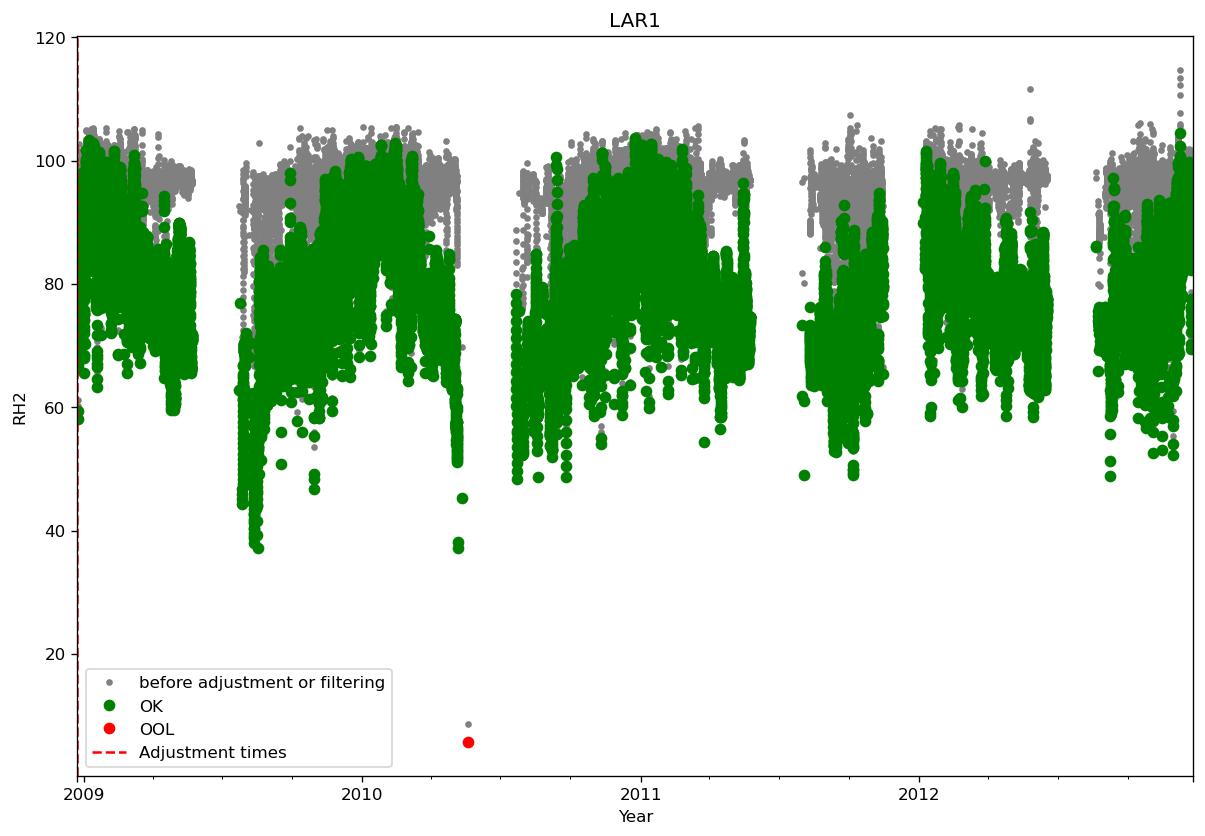 LAR1
120
100
80
60
40
20
RH2
before adjustment or filtering
OK
OOL
Adjustment times
2009 2010 2011 2012
Year